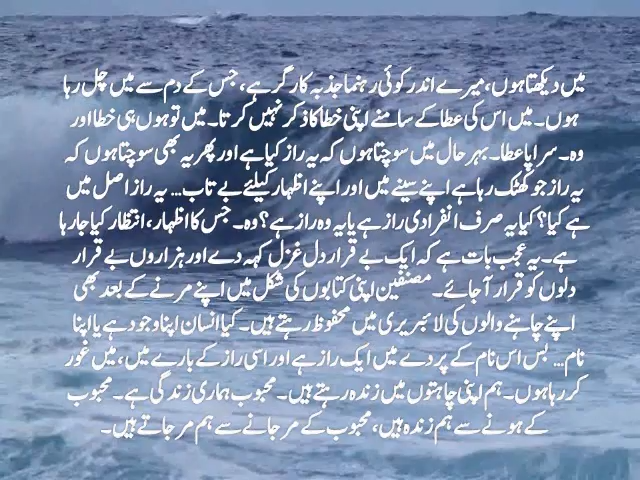 میں دیکھتا ہوں، میرے اندر کوئی رہنما جذبہ کارگر ہے، جس کے دم سے میں چل رہا
ہوں۔ میں اس کی عطا کے سامنے اپنی خطا کا ذکر نہیں کرتا۔ میں تو ہوں ہی خطا اور
وہ۔ سراپا عطا۔ بہر حال میں سوچتا ہوں کہ یہ راز کیا ہے اور پھر یہ بھی سوچتا ہوں کہ
یہ راز جو کھٹک رہا ہے اپنے سینے میں اور اپنے اظہار کیلئے بے تاب... یہ راز اصل میں
ہے کیا؟ کیا یہ صرف انفرادی راز ہے یا یہ وہ راز ہے؟ وہ۔ جس کا اظہار، انتظار کیا جا رہا
ہے۔ یہ عجب بات ہے کہ ایک بے قرار دل غزل کہہ دے اور ہزاروں بے قرار
دلوں کو قرار آ جائے۔ مصنفین اپنی کتابوں کی شکل میں اپنے مرنے کے بعد بھی
اپنے چاہنے والوں کی لائبریری میں محفوظ رہتے ہیں۔ کیا انسان اپنا وجود ہے یا اپنا
نام... بس اس نام کے پردے میں ایک راز ہے اور اسی راز کے بارے میں، میں غور
کر رہا ہوں۔ ہم اپنی چاہتوں میں زندہ رہتے ہیں۔ محبوب ہماری زندگی ہے۔ محبوب
کے ہونے سے ہم زندہ ہیں، محبوب کے مر جانے سے ہم مر جاتے ہیں۔